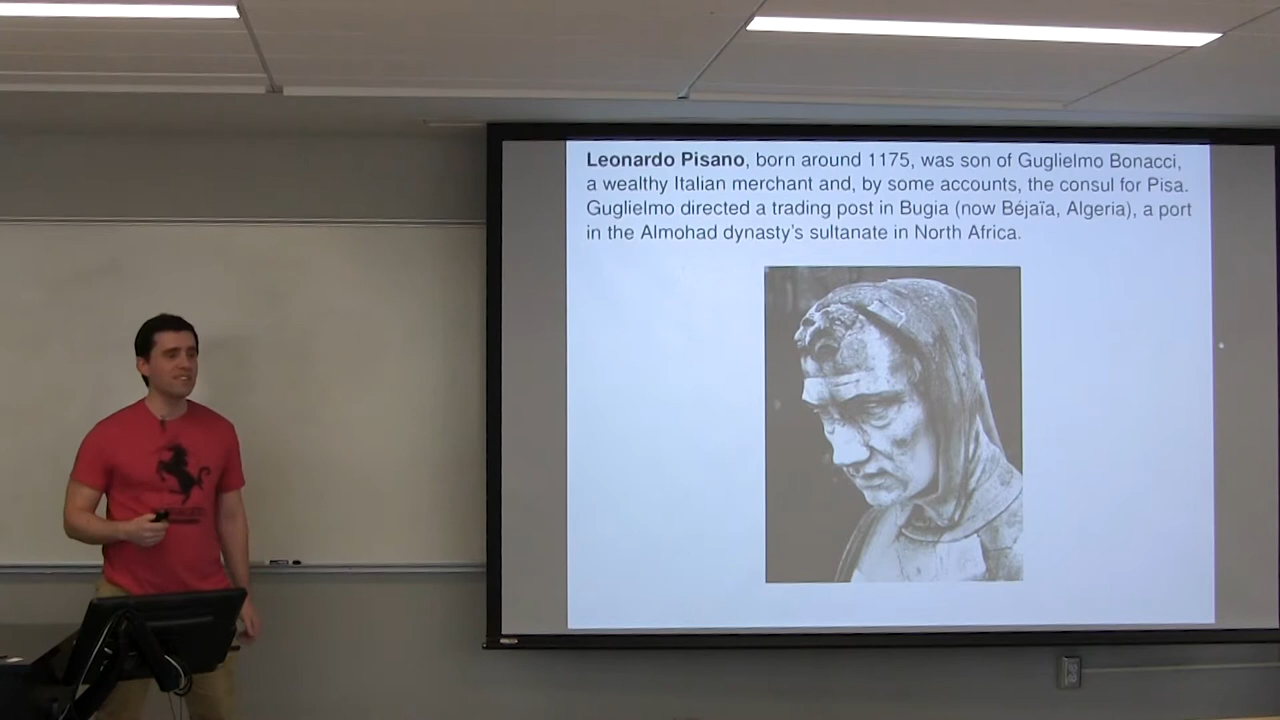 Leonardo Pisano, born around 1175, was son of Guglielmo Bonacci,
a wealthy Italian merchant and, by some accounts, the consul for Pisa.
Guglielmo directed a trading post in Bugia (now Béjaïa, Algeria), a port
in the Almohad dynasty's sultanate in North Africa.